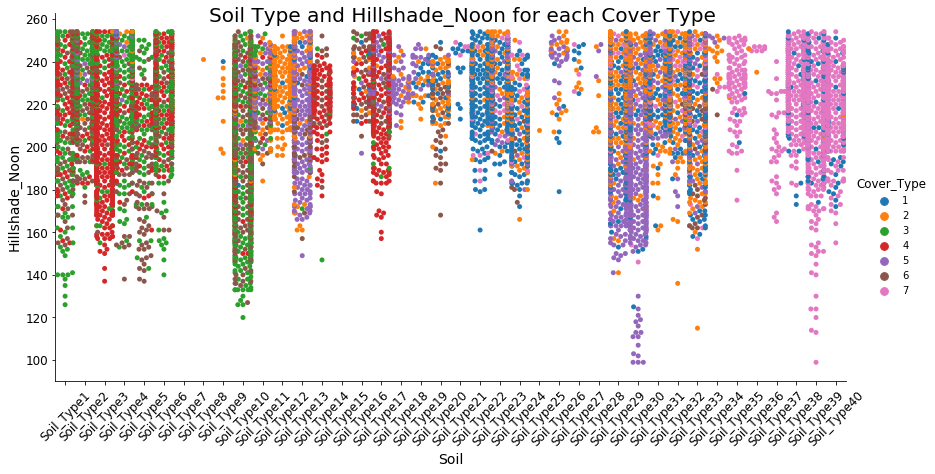 Soil Type and Hillshade_Noon for each Cover Type
260
240
220
200
180
160
140
120
100
Hillshade_Noon
Soil_Type1
Soil_Type2
Soil_Type3
Soil_Type4
Soil_Type5
Soil_Type6
Soil_Type7
Soil_Type8
Soil_Type9
Soil_Type10
Soil_Type11
Soil_Type12
Soil_Type13
Soil_Type14
Soil_Type15
Soil_Type16
Soil_Type17
Soil_Type18
Soil_Type19
Soil_Type20
Soil_Type21
Soil_Type22
Soil_Type23
Soil_Type24
Soil_Type25
Soil_Type26
Soil_Type27
Soil_Type28
Soil_Type29
Soil_Type30
Soil_Type31
Soil_Type32
Soil_Type33
Soil_Type34
Soil_Type35
Soil_Type36
Soil_Type37
Soil_Type38
Soil_Type39
Soil_Type40
Soil
Cover_Type
1
2
3
4
5
6
7